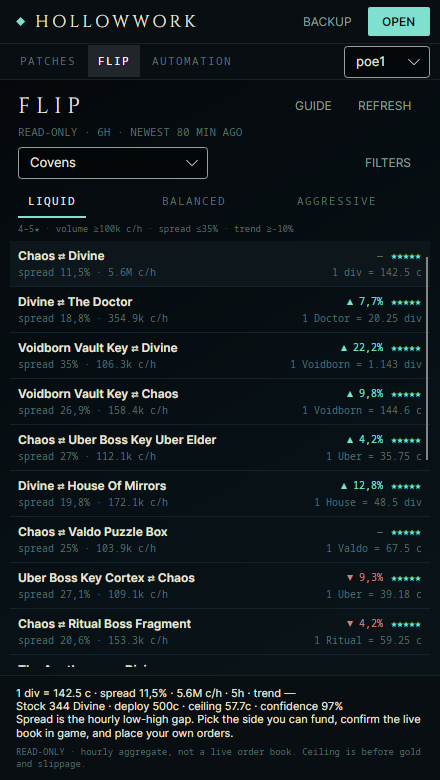 HOLLOWWORK
BACKUP
OPEN
PATCHES
FLIP
AUTOMATION
poe1
FLIP
GUIDE
REFRESH
READ-ONLY · 6H · NEWEST 80 MIN AGO
Covens
FILTERS
LIQUID
BALANCED
AGGRESSIVE
4-5★ · volume ≥100k c/h · spread ≤35% · trend ≥-10%
Chaos ⇄ Divine — ★★★★★
spread 11,5% · 5.6M c/h 1 div = 142.5 c
Divine ⇄ The Doctor ▲ 7,7% ★★★★★
spread 18,8% · 354.9k c/h 1 Doctor = 20.25 div
Voidborn Vault Key ⇄ Divine ▲ 22,2% ★★★★★
spread 35% · 106.3k c/h 1 Voidborn = 1.143 div
Voidborn Vault Key ⇄ Chaos ▲ 9,8% ★★★★★
spread 26,9% · 158.4k c/h 1 Voidborn = 144.6 c
Chaos ⇄ Uber Boss Key Uber Elder ▲ 4,2% ★★★★★
spread 27% · 112.1k c/h 1 Uber = 35.75 c
Divine ⇄ House Of Mirrors ▲ 12,8% ★★★★★
spread 19,8% · 172.1k c/h 1 House = 48.5 div
Chaos ⇄ Valdo Puzzle Box — ★★★★★
spread 25% · 103.9k c/h 1 Valdo = 67.5 c
Uber Boss Key Cortex ⇄ Chaos ▼ 9,3% ★★★★★
spread 27,1% · 109.1k c/h 1 Uber = 39.18 c
Chaos ⇄ Ritual Boss Fragment ▼ 4,2% ★★★★★
spread 20,6% · 153.3k c/h 1 Ritual = 59.25 c
1 div = 142.5 c · spread 11,5% · 5.6M c/h · 5h · trend —
Stock 344 Divine · deploy 500c · ceiling 57.7c · confidence 97%
Spread is the hourly low-high gap. Pick the side you can fund, confirm the live
book in game, and place your own orders.
READ-ONLY · hourly aggregate, not a live order book. Ceiling is before gold
and slippage.